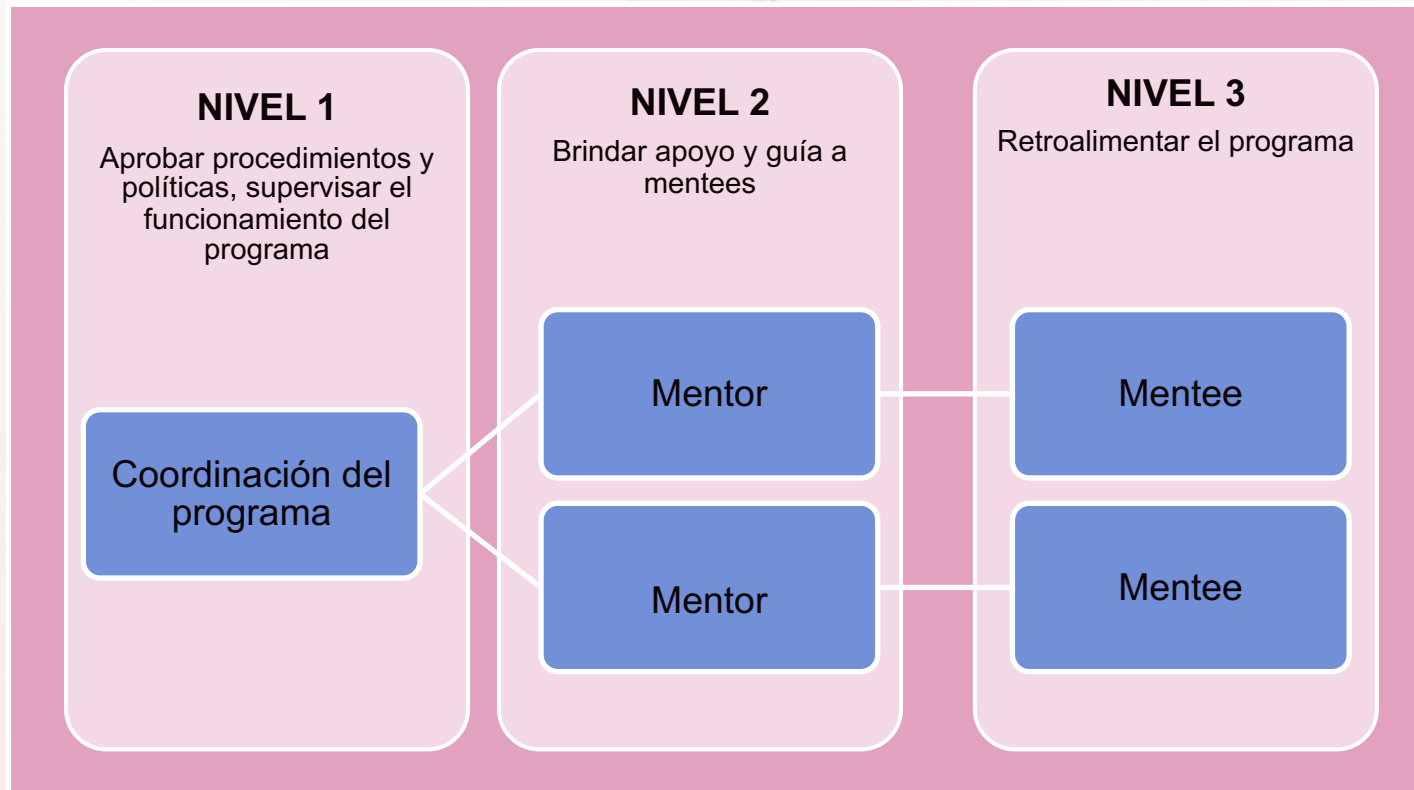 NIVEL 1
Aprobar procedimientos y
políticas, supervisar el
funcionamiento del
programa
Coordinación del
programa
NIVEL 2
Brindar apoyo y guía a
mentees
Mentor
Mentor
NIVEL 3
Retroalimentar el programa
Mentee
Mentee